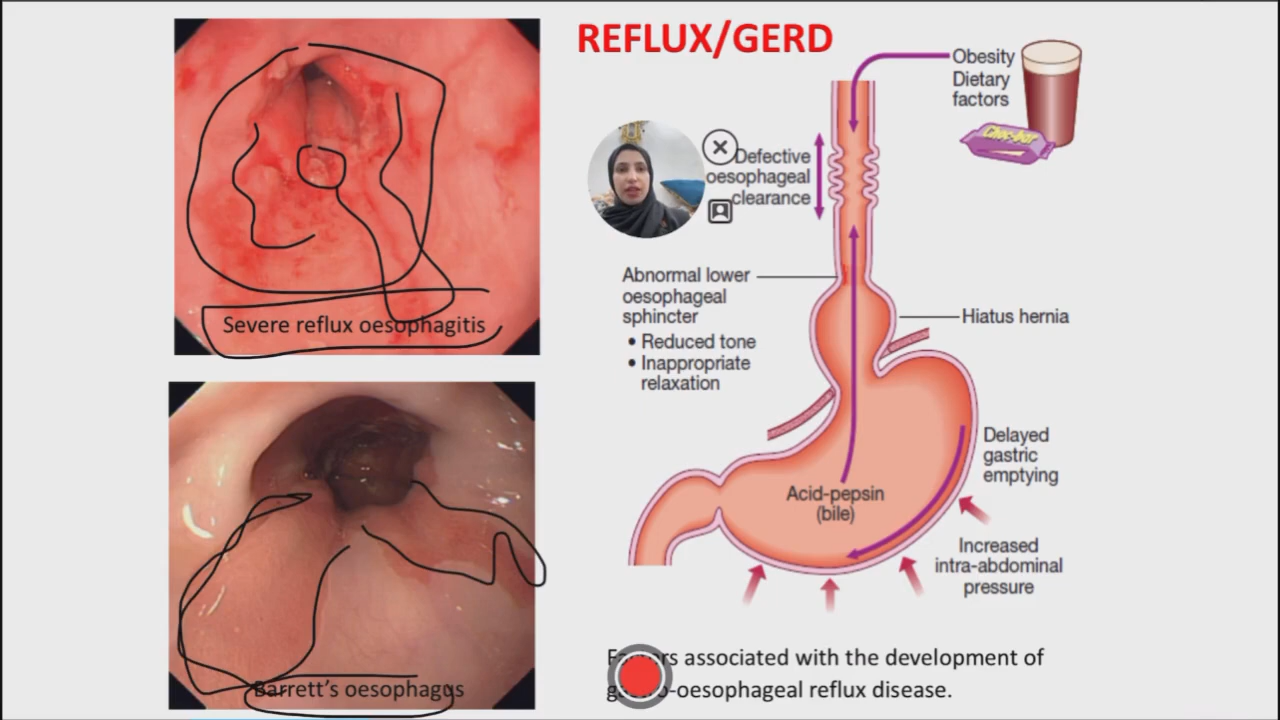 REFLUX/GERD
Severe reflux oesophagitis
Barrett's oesophagus
Obesity
Dietary
factors
Choc-bar
Defective
oesophageal
clearance
Abnormal lower
oesophageal
sphincter
• Reduced tone
• Inappropriate
relaxation
Hiatus hernia
Delayed
gastric
emptying
Acid-pepsin
(bile)
Increased
intra-abdominal
pressure
associated with the development of
-oesophageal reflux disease.